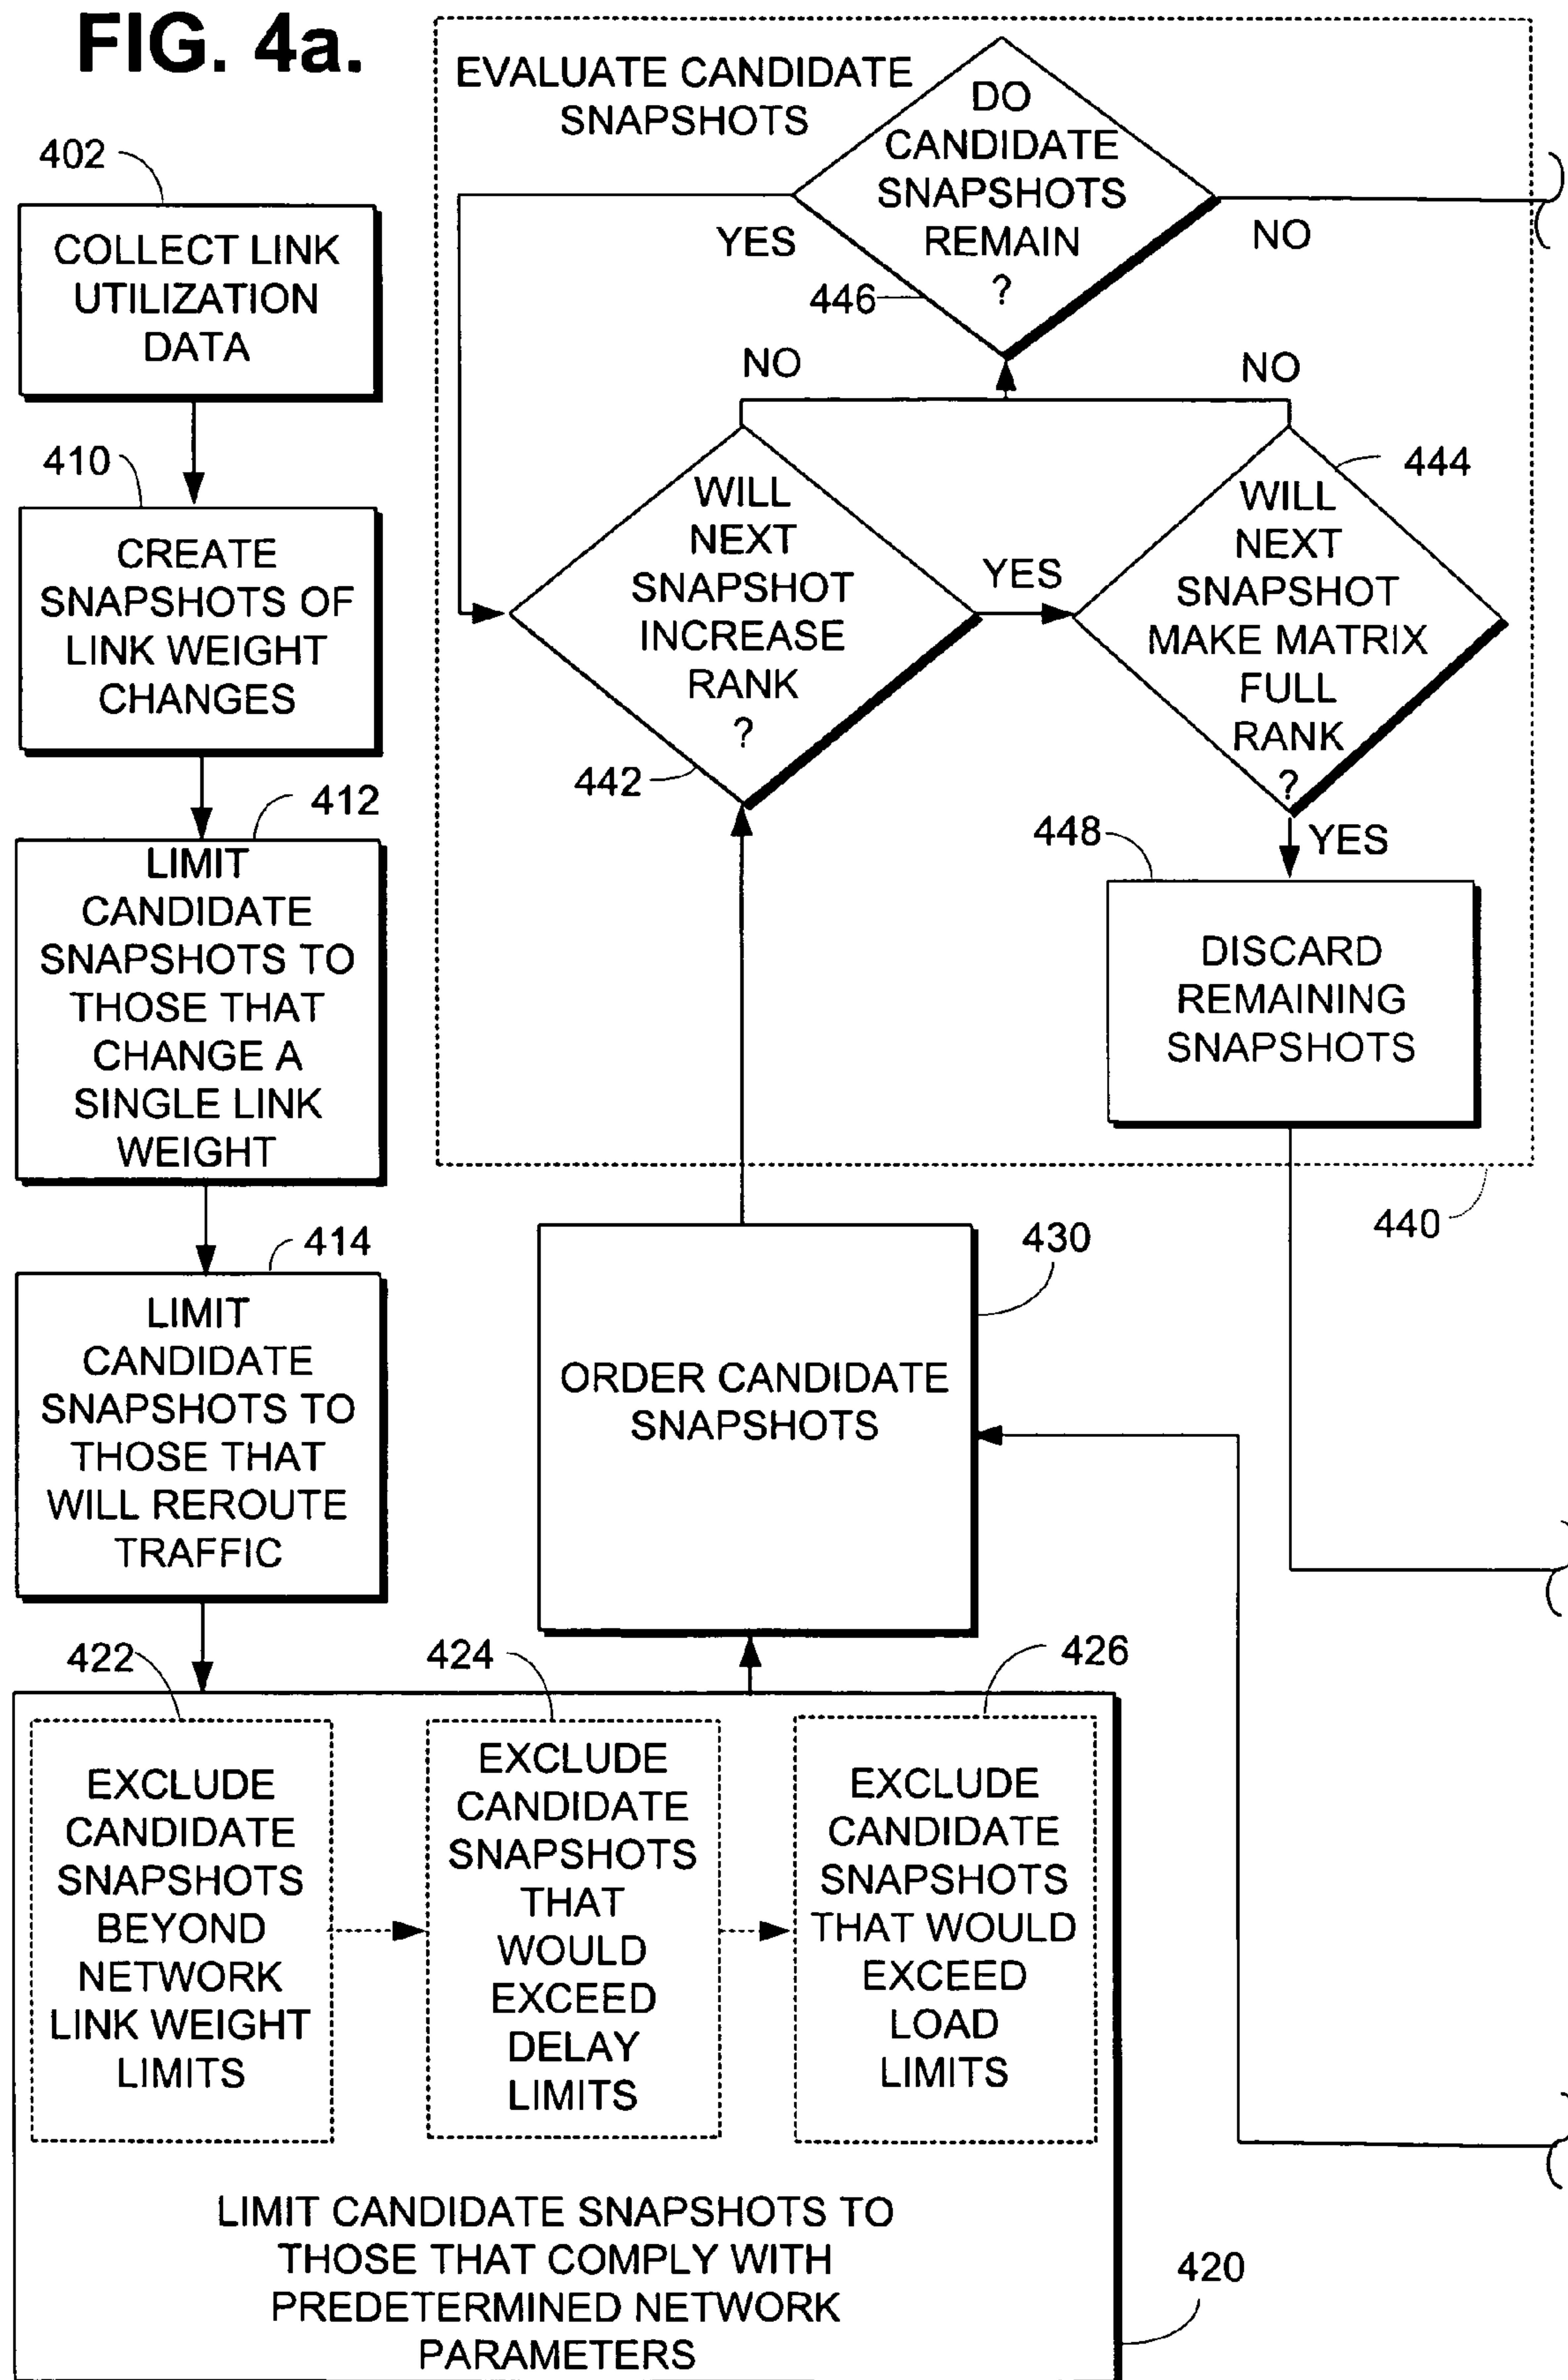 FIG. 4a.
402
COLLECT LINK
UTILIZATION
DATA
410
CREATE
SNAPSHOTS OF
LINK WEIGHT
CHANGES
412
LIMIT
CANDIDATE
SNAPSHOTS TO
THOSE THAT
CHANGE A
SINGLE LINK
WEIGHT
414
LIMIT
CANDIDATE
SNAPSHOTS TO
THOSE THAT
WILL REROUTE
TRAFFIC
422
EXCLUDE
CANDIDATE
SNAPSHOTS
BEYOND
NETWORK
LINK WEIGHT
LIMITS
424
EXCLUDE
CANDIDATE
SNAPSHOTS
THAT
WOULD
EXCEED
DELAY
LIMITS
426
EXCLUDE
CANDIDATE
SNAPSHOTS
THAT WOULD
EXCEED
LOAD
LIMITS
LIMIT CANDIDATE SNAPSHOTS TO
THOSE THAT COMPLY WITH
PREDETERMINED NETWORK
PARAMETERS
420
430
ORDER CANDIDATE
SNAPSHOTS
EVALUATE CANDIDATE
SNAPSHOTS
DO
CANDIDATE
SNAPSHOTS
REMAIN
?
446
YES
NO
NO
NO
WILL
NEXT
SNAPSHOT
INCREASE
RANK
?
442
YES
444
WILL
NEXT
SNAPSHOT
MAKE MATRIX
FULL
RANK
?
YES
448
DISCARD
REMAINING
SNAPSHOTS
440